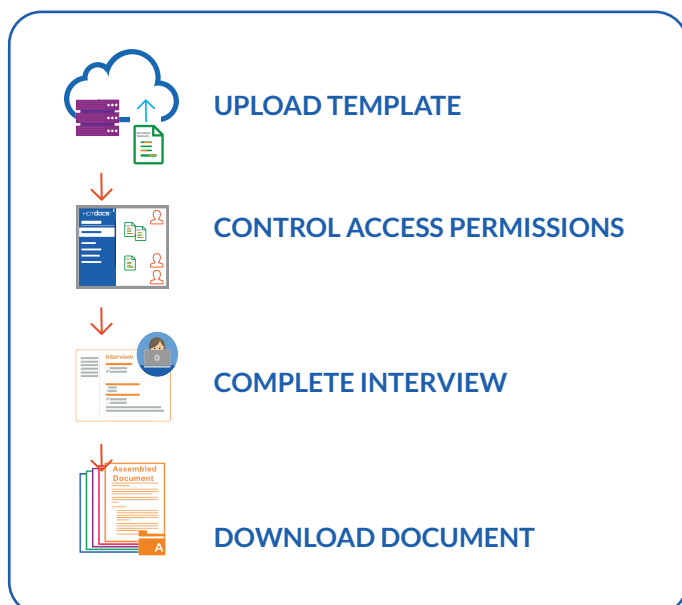 UPLOAD TEMPLATE
HOTdocs
CONTROL ACCESS PERMISSIONS
Interview
COMPLETE INTERVIEW
Assembled
Document
A
DOWNLOAD DOCUMENT